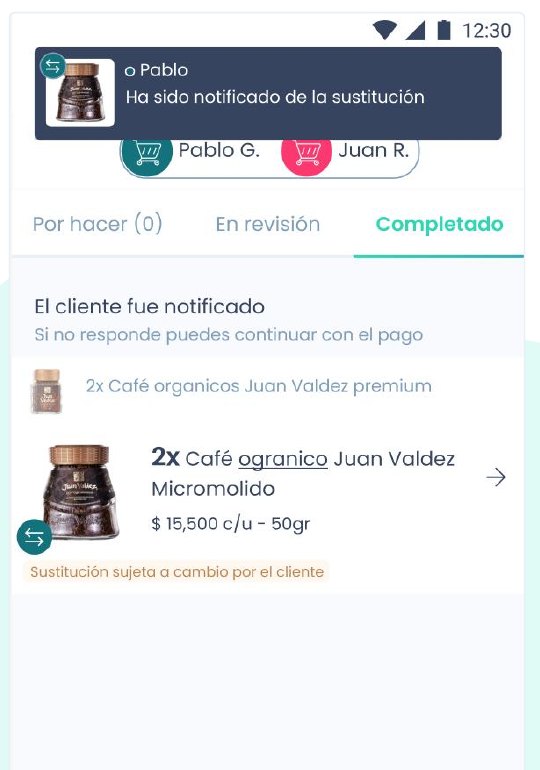 12:30
o Pablo
Ha sido notificado de la sustitución
Pablo G. Juan R.
Por hacer (0) En revisión Completado
El cliente fue notificado
Si no responde puedes continuar con el pago
2x Café organicos Juan Valdez premium
2x Café ogranico Juan Valdez
Micromolido
Juan Valdez
$ 15,500 c/u - 50gr
Sustitución sujeta a cambio por el cliente